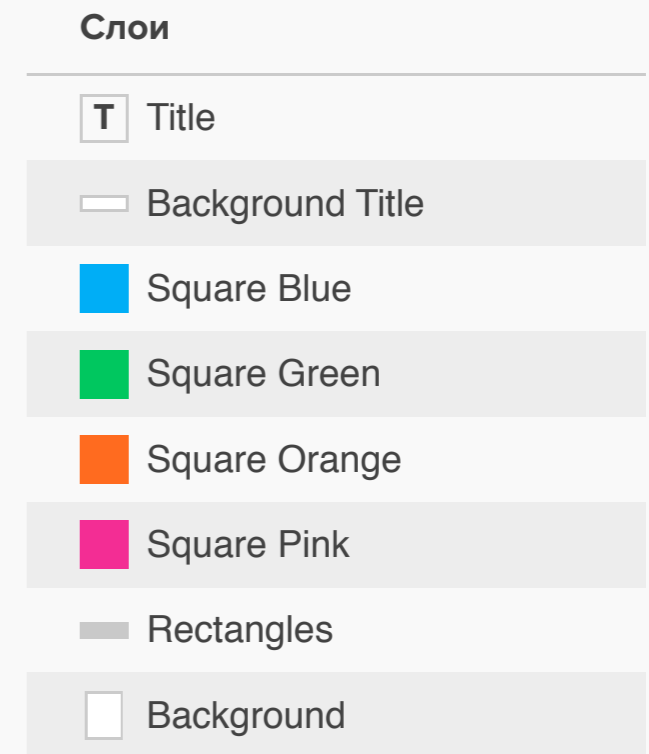 Слои
T Title
Background Title
Square Blue
Square Green
Square Orange
Square Pink
Rectangles
Background